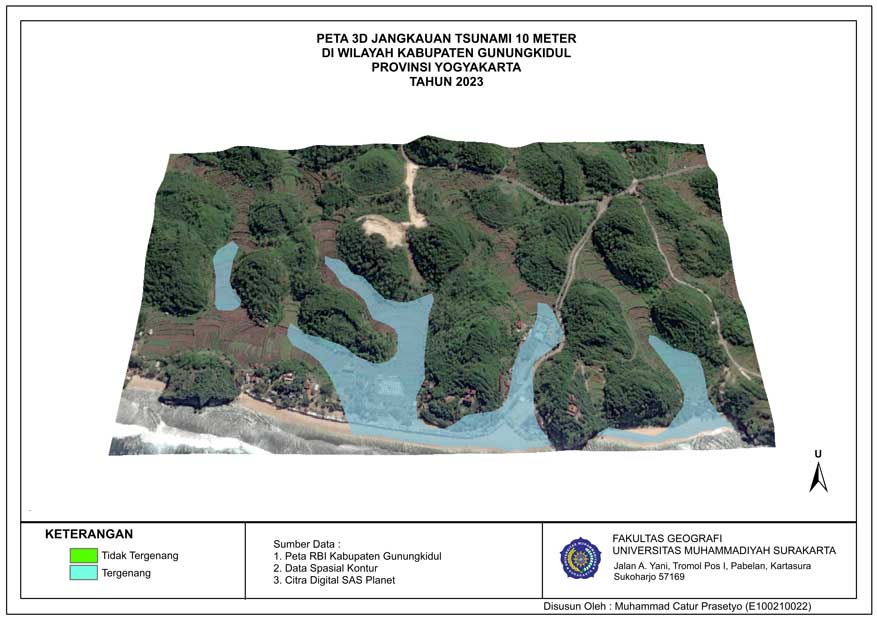 PETA 3D JANGKAUAN TSUNAMI 10 METER
DI WILAYAH KABUPATEN GUNUNGKIDUL
PROVINSI YOGYAKARTA
TAHUN 2023
U
KETERANGAN
Tidak Tergenang
Tergenang
Sumber Data :
1. Peta RBI Kabupaten Gunungkidul
2. Data Spasial Kontur
3. Citra Digital SAS Planet
FAKULTAS GEOGRAFI
UNIVERSITAS MUHAMMADIYAH SURAKARTA
Jalan A. Yani, Tromol Pos I, Pabelan, Kartasura
Sukoharjo 57169
Disusun Oleh : Muhammad Catur Prasetyo (E100210022)